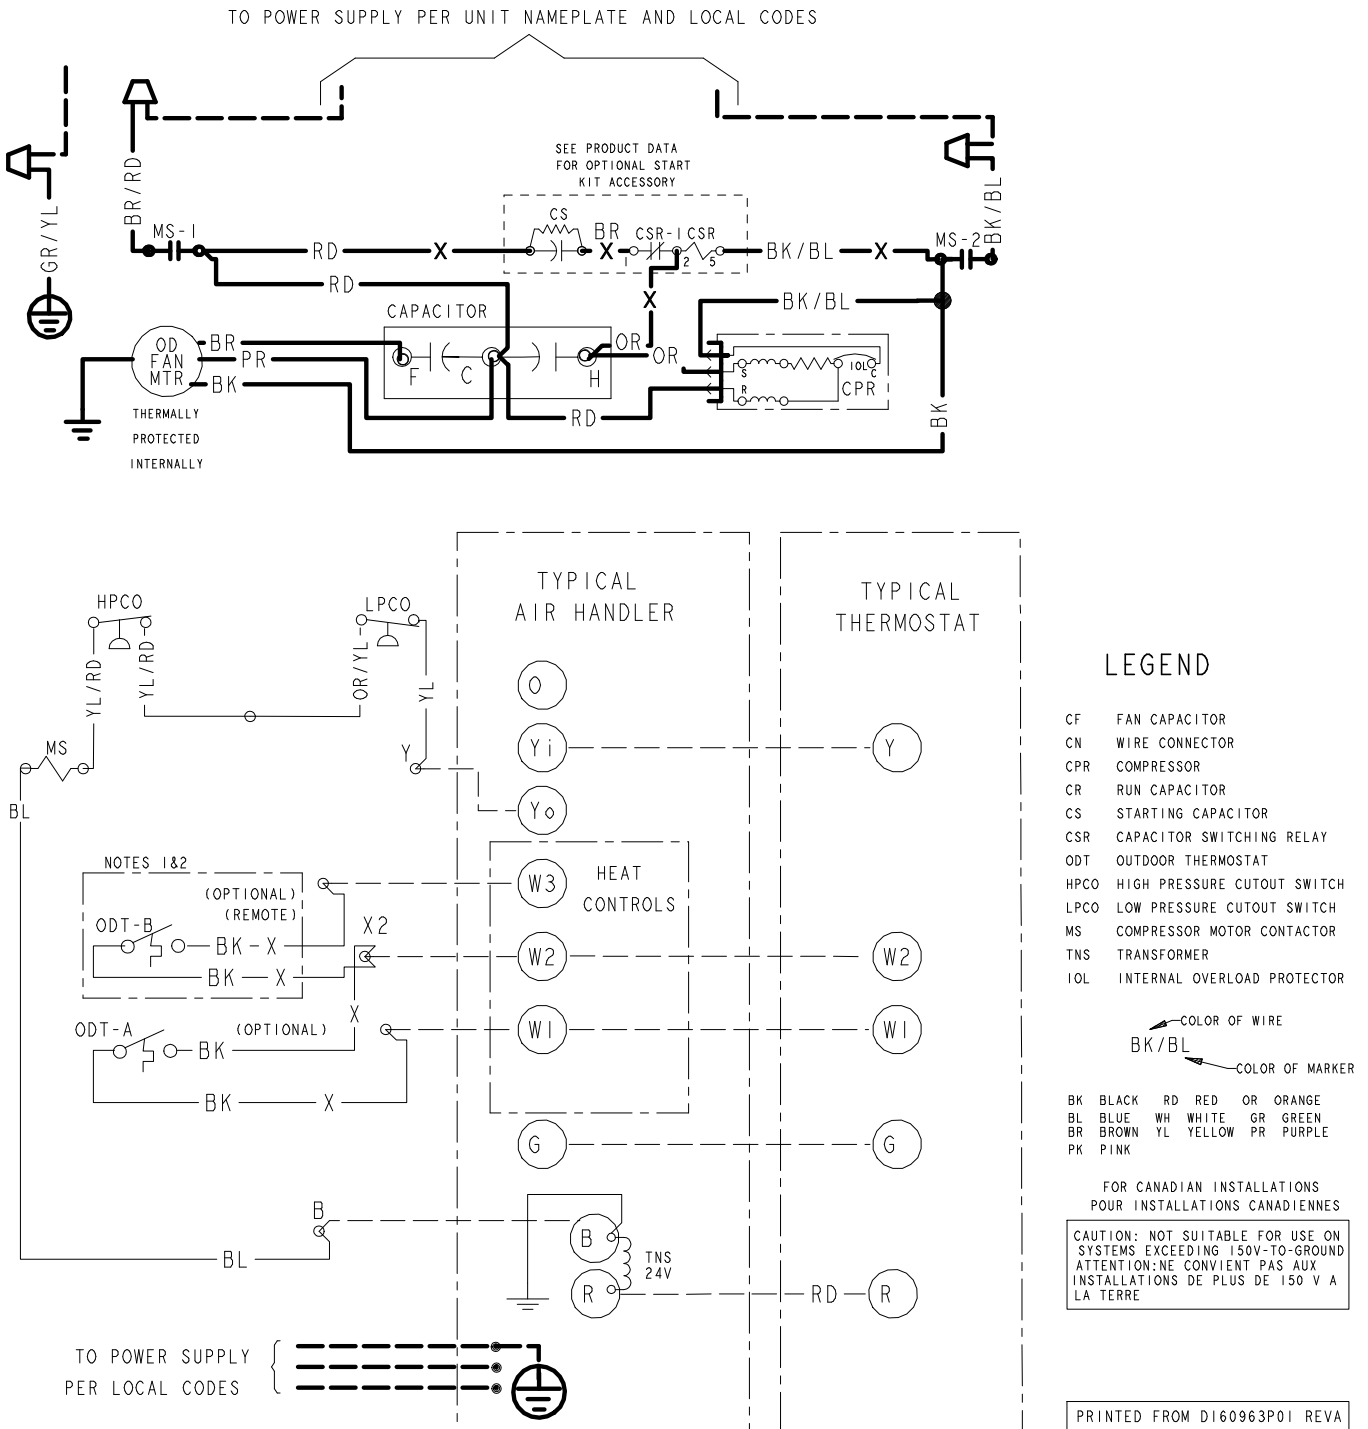 TO POWER SUPPLY PER UNIT NAMEPLATE AND LOCAL CODES
SEE PRODUCT DATA
FOR OPTIONAL START
KIT ACCESSORY
BR/RD
GR/YL
BK/BL
MS-1
RD
X
CS
BR
X
CSR-1
CSR
1
2
5
BK/BL
X
MS-2
RD
X
BK/BL
CAPACITOR
OD
FAN
MTR
BR
PR
BK
F
C
H
OR
OR
S
R
IOL
C
CPR
RD
BK
THERMALLY
PROTECTED
INTERNALLY
TYPICAL
AIR HANDLER
TYPICAL
THERMOSTAT
HPCO
LPCO
YL/RD
YL/RD
OR/YL
YL
MS
Y
BL
O
Yi
Y
Yo
NOTES 1&2
(OPTIONAL)
(REMOTE)
ODT-B
BK-X
BK
X
X2
X
W3
HEAT
CONTROLS
W2
W2
ODT-A
(OPTIONAL)
BK
BK
X
W1
W1
G
G
B
BL
B
R
TNS
24V
RD
R
TO POWER SUPPLY
PER LOCAL CODES
LEGEND
CF FAN CAPACITOR
CN WIRE CONNECTOR
CPR COMPRESSOR
CR RUN CAPACITOR
CS STARTING CAPACITOR
CSR CAPACITOR SWITCHING RELAY
ODT OUTDOOR THERMOSTAT
HPCO HIGH PRESSURE CUTOUT SWITCH
LPCO LOW PRESSURE CUTOUT SWITCH
MS COMPRESSOR MOTOR CONTACTOR
TNS TRANSFORMER
IOL INTERNAL OVERLOAD PROTECTOR
COLOR OF WIRE
BK/BL
COLOR OF MARKER
BK BLACK RD RED OR ORANGE
BL BLUE WH WHITE GR GREEN
BR BROWN YL YELLOW PR PURPLE
PK PINK
FOR CANADIAN INSTALLATIONS
POUR INSTALLATIONS CANADIENNES
CAUTION: NOT SUITABLE FOR USE ON
SYSTEMS EXCEEDING 150V-TO-GROUND
ATTENTION:NE CONVIENT PAS AUX
INSTALLATIONS DE PLUS DE 150 V A
LA TERRE
PRINTED FROM D160963P01 REVA